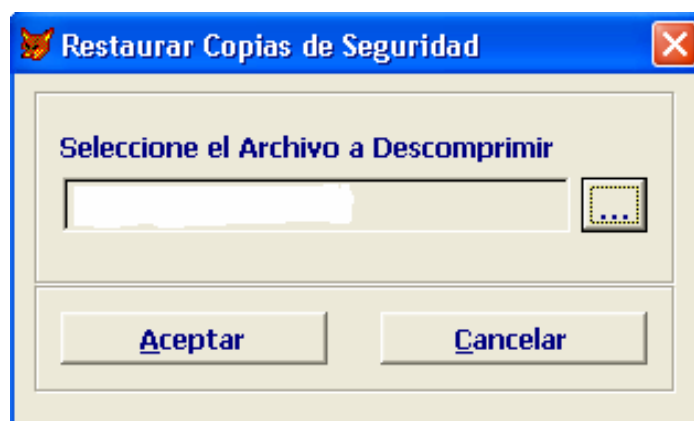 Restaurar Copias de Seguridad
Seleccione el Archivo a Descomprimir
...
Aceptar Cancelar